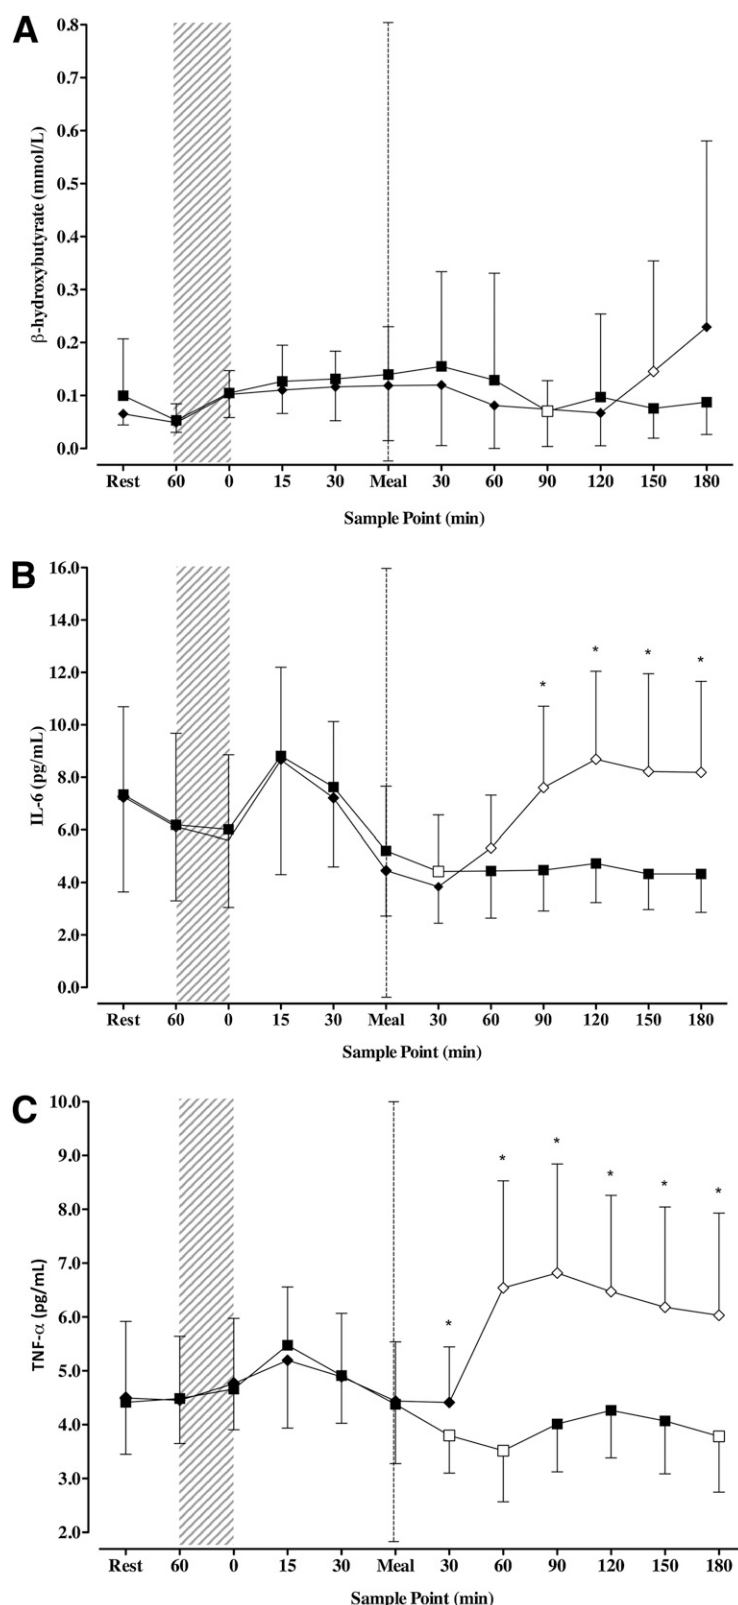 A
0.8
0.7
0.6
0.5
0.4
0.3
0.2
0.1
0.0
β-hydroxybutyrate (mmol/L)
Rest 60 0 15 30 Meal 30 60 90 120 150 180
Sample Point (min)
B
16.0
14.0
12.0
10.0
8.0
6.0
4.0
2.0
0.0
IL-6 (pg/mL)
* * * *
Rest 60 0 15 30 Meal 30 60 90 120 150 180
Sample Point (min)
C
10.0
9.0
8.0
7.0
6.0
5.0
4.0
3.0
2.0
TNF-α (pg/mL)
* * * * * *
Rest 60 0 15 30 Meal 30 60 90 120 150 180
Sample Point (min)